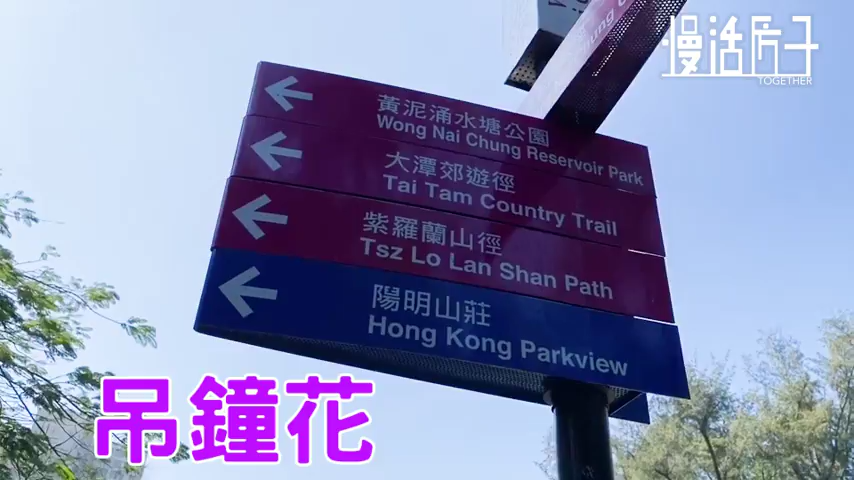 慢活房子
TOGETHER
黃泥涌水塘公園
Wong Nai Chung Reservoir Park
大潭郊遊徑
Tai Tam Country Trail
紫羅蘭山徑
Tsz Lo Lan Shan Path
陽明山莊
Hong Kong Parkview
吊鐘花